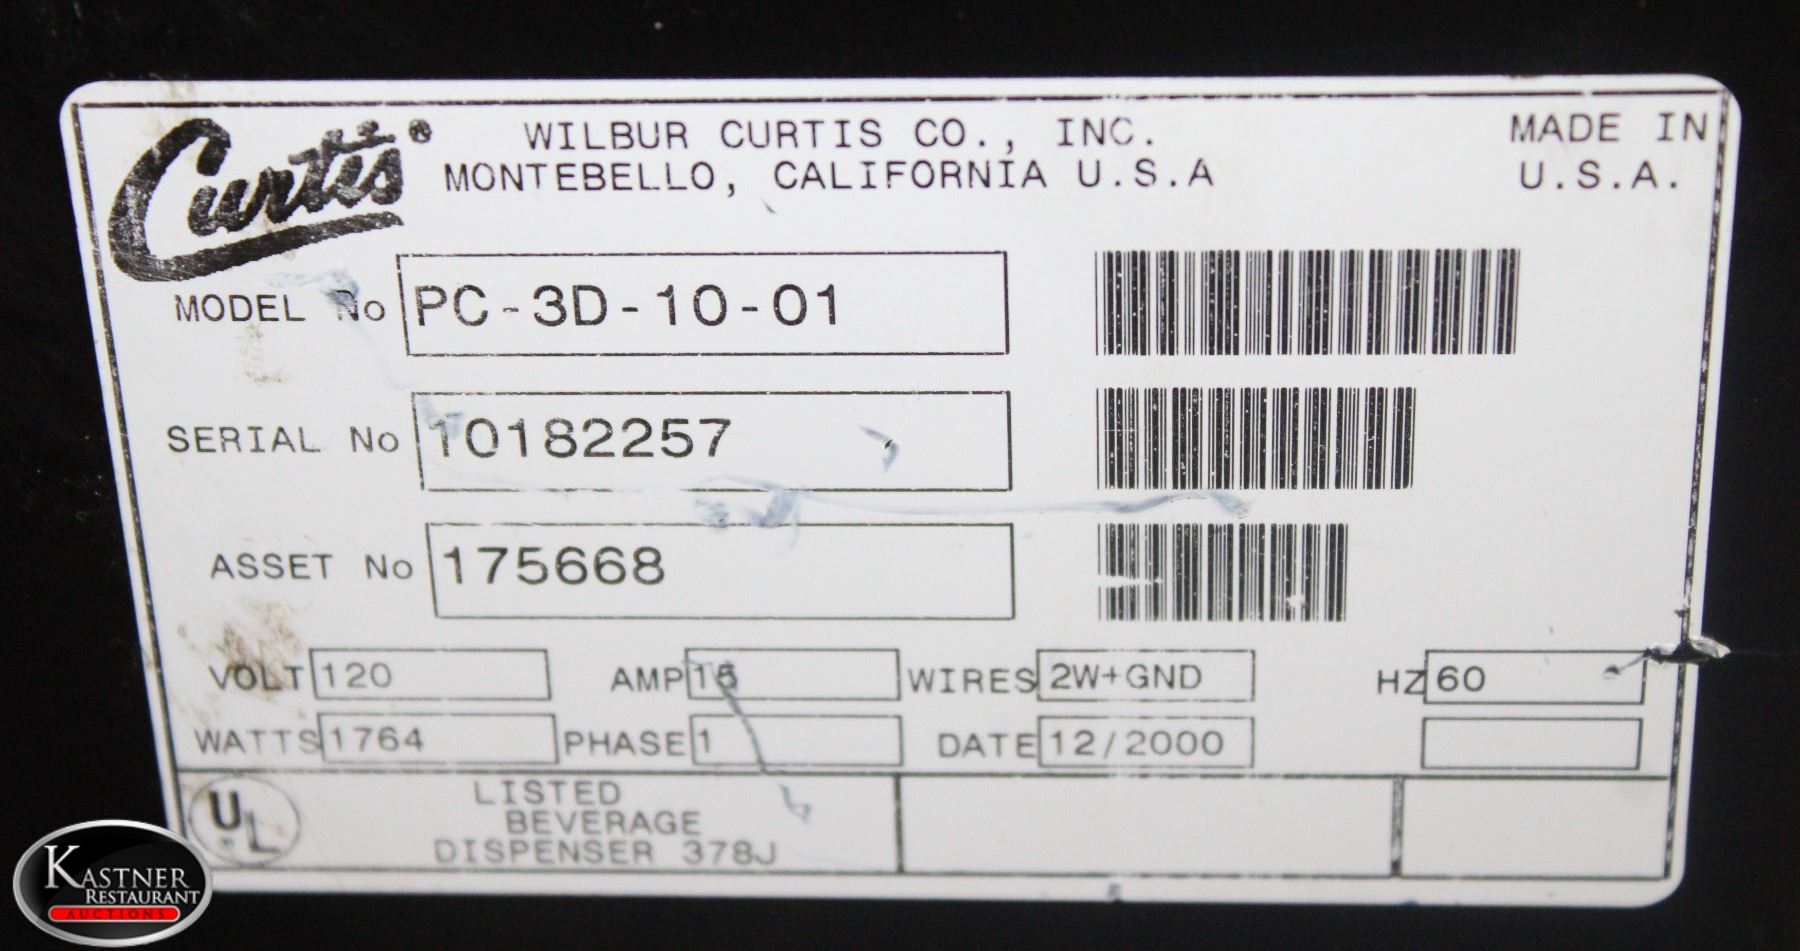 Curtis®
WILBUR CURTIS CO., INC.
MONTEBELLO, CALIFORNIA U.S.A
MADE IN
U.S.A.
MODEL No PC-3D-10-01
SERIAL No 10182257
ASSET No 175668
VOLT 120 AMP 15 WIRES 2W+GND HZ 60
WATTS 1764 PHASE 1 DATE 12/2000
UL
LISTED
BEVERAGE
DISPENSER 378J
KASTNER
RESTAURANT
AUCTIONS